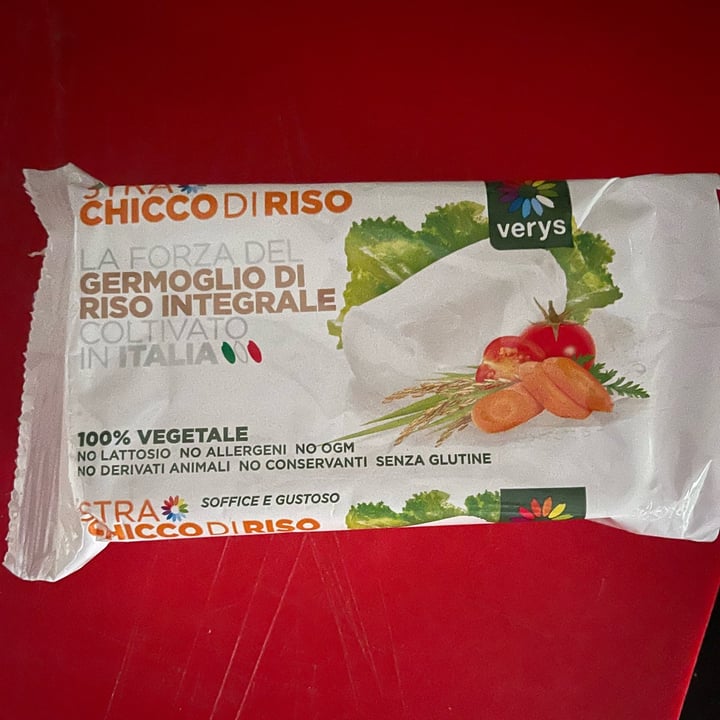 STRA
CHICCO DI RISO
verys
LA FORZA DEL
GERMOGLIO DI
RISO INTEGRALE
COLTIVATO
IN ITALIA
100% VEGETALE
NO LATTOSIO NO ALLERGENI NO OGM
NO DERIVATI ANIMALI NO CONSERVANTI SENZA GLUTINE
STRA SOFFICE E GUSTOSO
CHICCO DI RISO